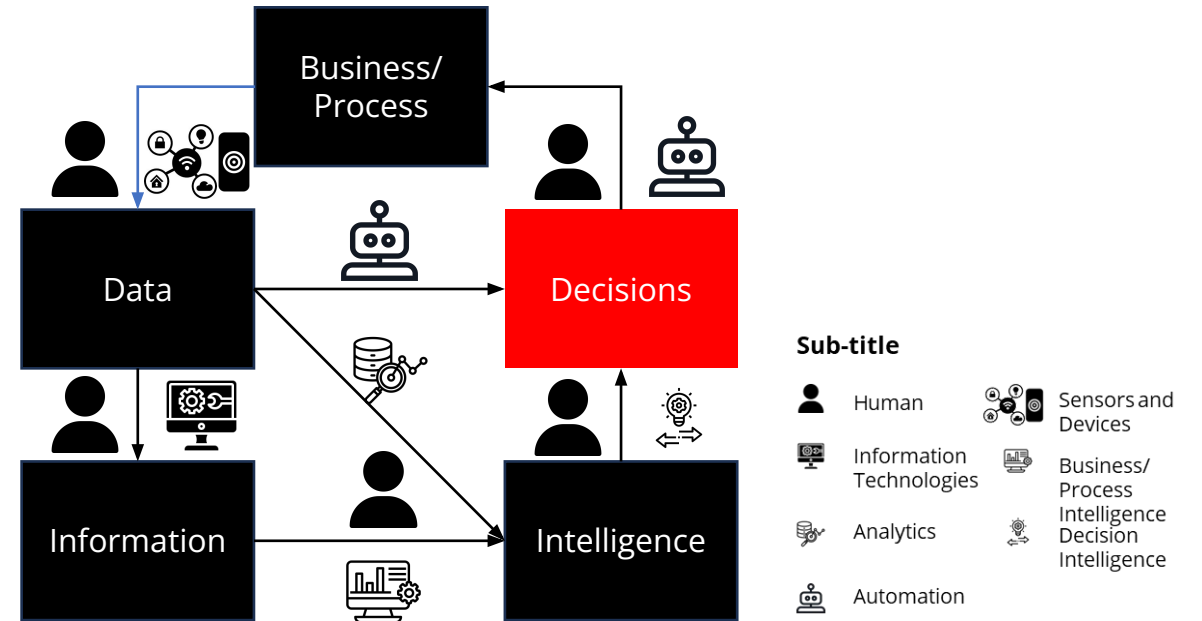 Business/
Process
Data
Decisions
Information
Intelligence
Sub-title
Human
Information
Technologies
Analytics
Automation
Sensors and
Devices
Business/
Process
Intelligence
Decision
Intelligence